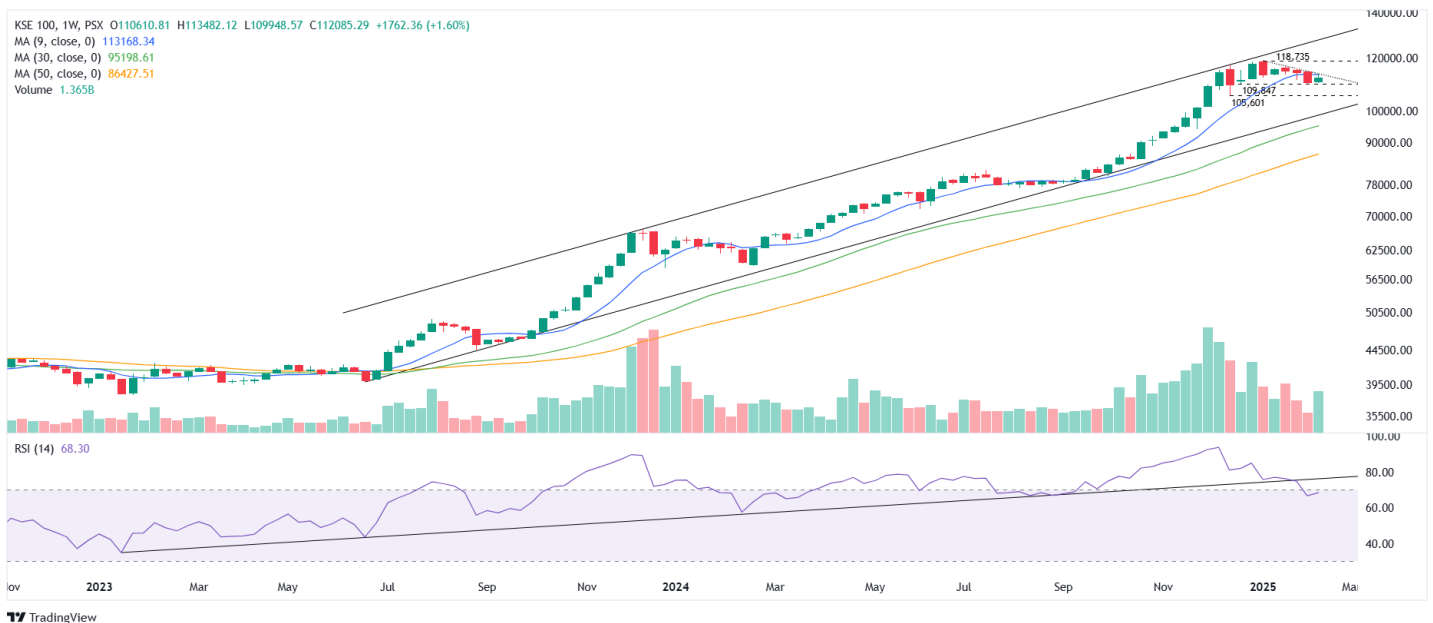 KSE 100, 1W, PSX O110610.81 H113482.12 L109948.57 C112085.29 +1762.36 (+1.60%)
MA (9, close, 0) 113168.34
MA (30, close, 0) 95198.61
MA (50, close, 0) 86427.51
Volume 1.365B
140000.00
120000.00
100000.00
90000.00
78000.00
70000.00
62500.00
56500.00
50500.00
44500.00
39500.00
35500.00
118,735
109,847
105,601
RSI (14) 68.30
100.00
80.00
60.00
40.00
ov 2023 Mar May Jul Sep Nov 2024 Mar May Jul Sep Nov 2025 Ma
TradingView